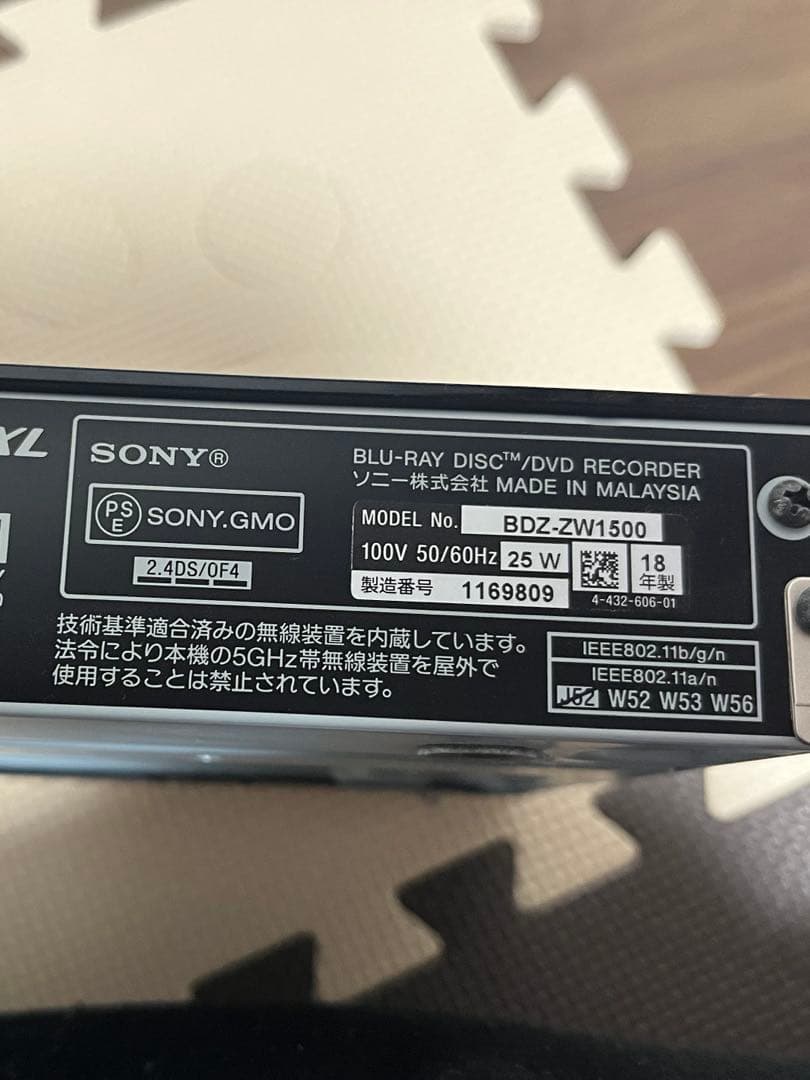 XL
SONY®
PS
E
SONY.GMO
2.4DS/OF4
BLU-RAY DISC™/DVD RECORDER
ソニー株式会社 MADE IN MALAYSIA
MODEL No. BDZ-ZW1500
100V 50/60Hz 25 W
18
年製
製造番号 1169809
4-432-606-01
技術基準適合済みの無線装置を内蔵しています。
法令により本機の5GHz帯無線装置を屋外で
使用することは禁止されています。
IEEE802.11b/g/n
IEEE802.11a/n
J52 W52 W53 W56